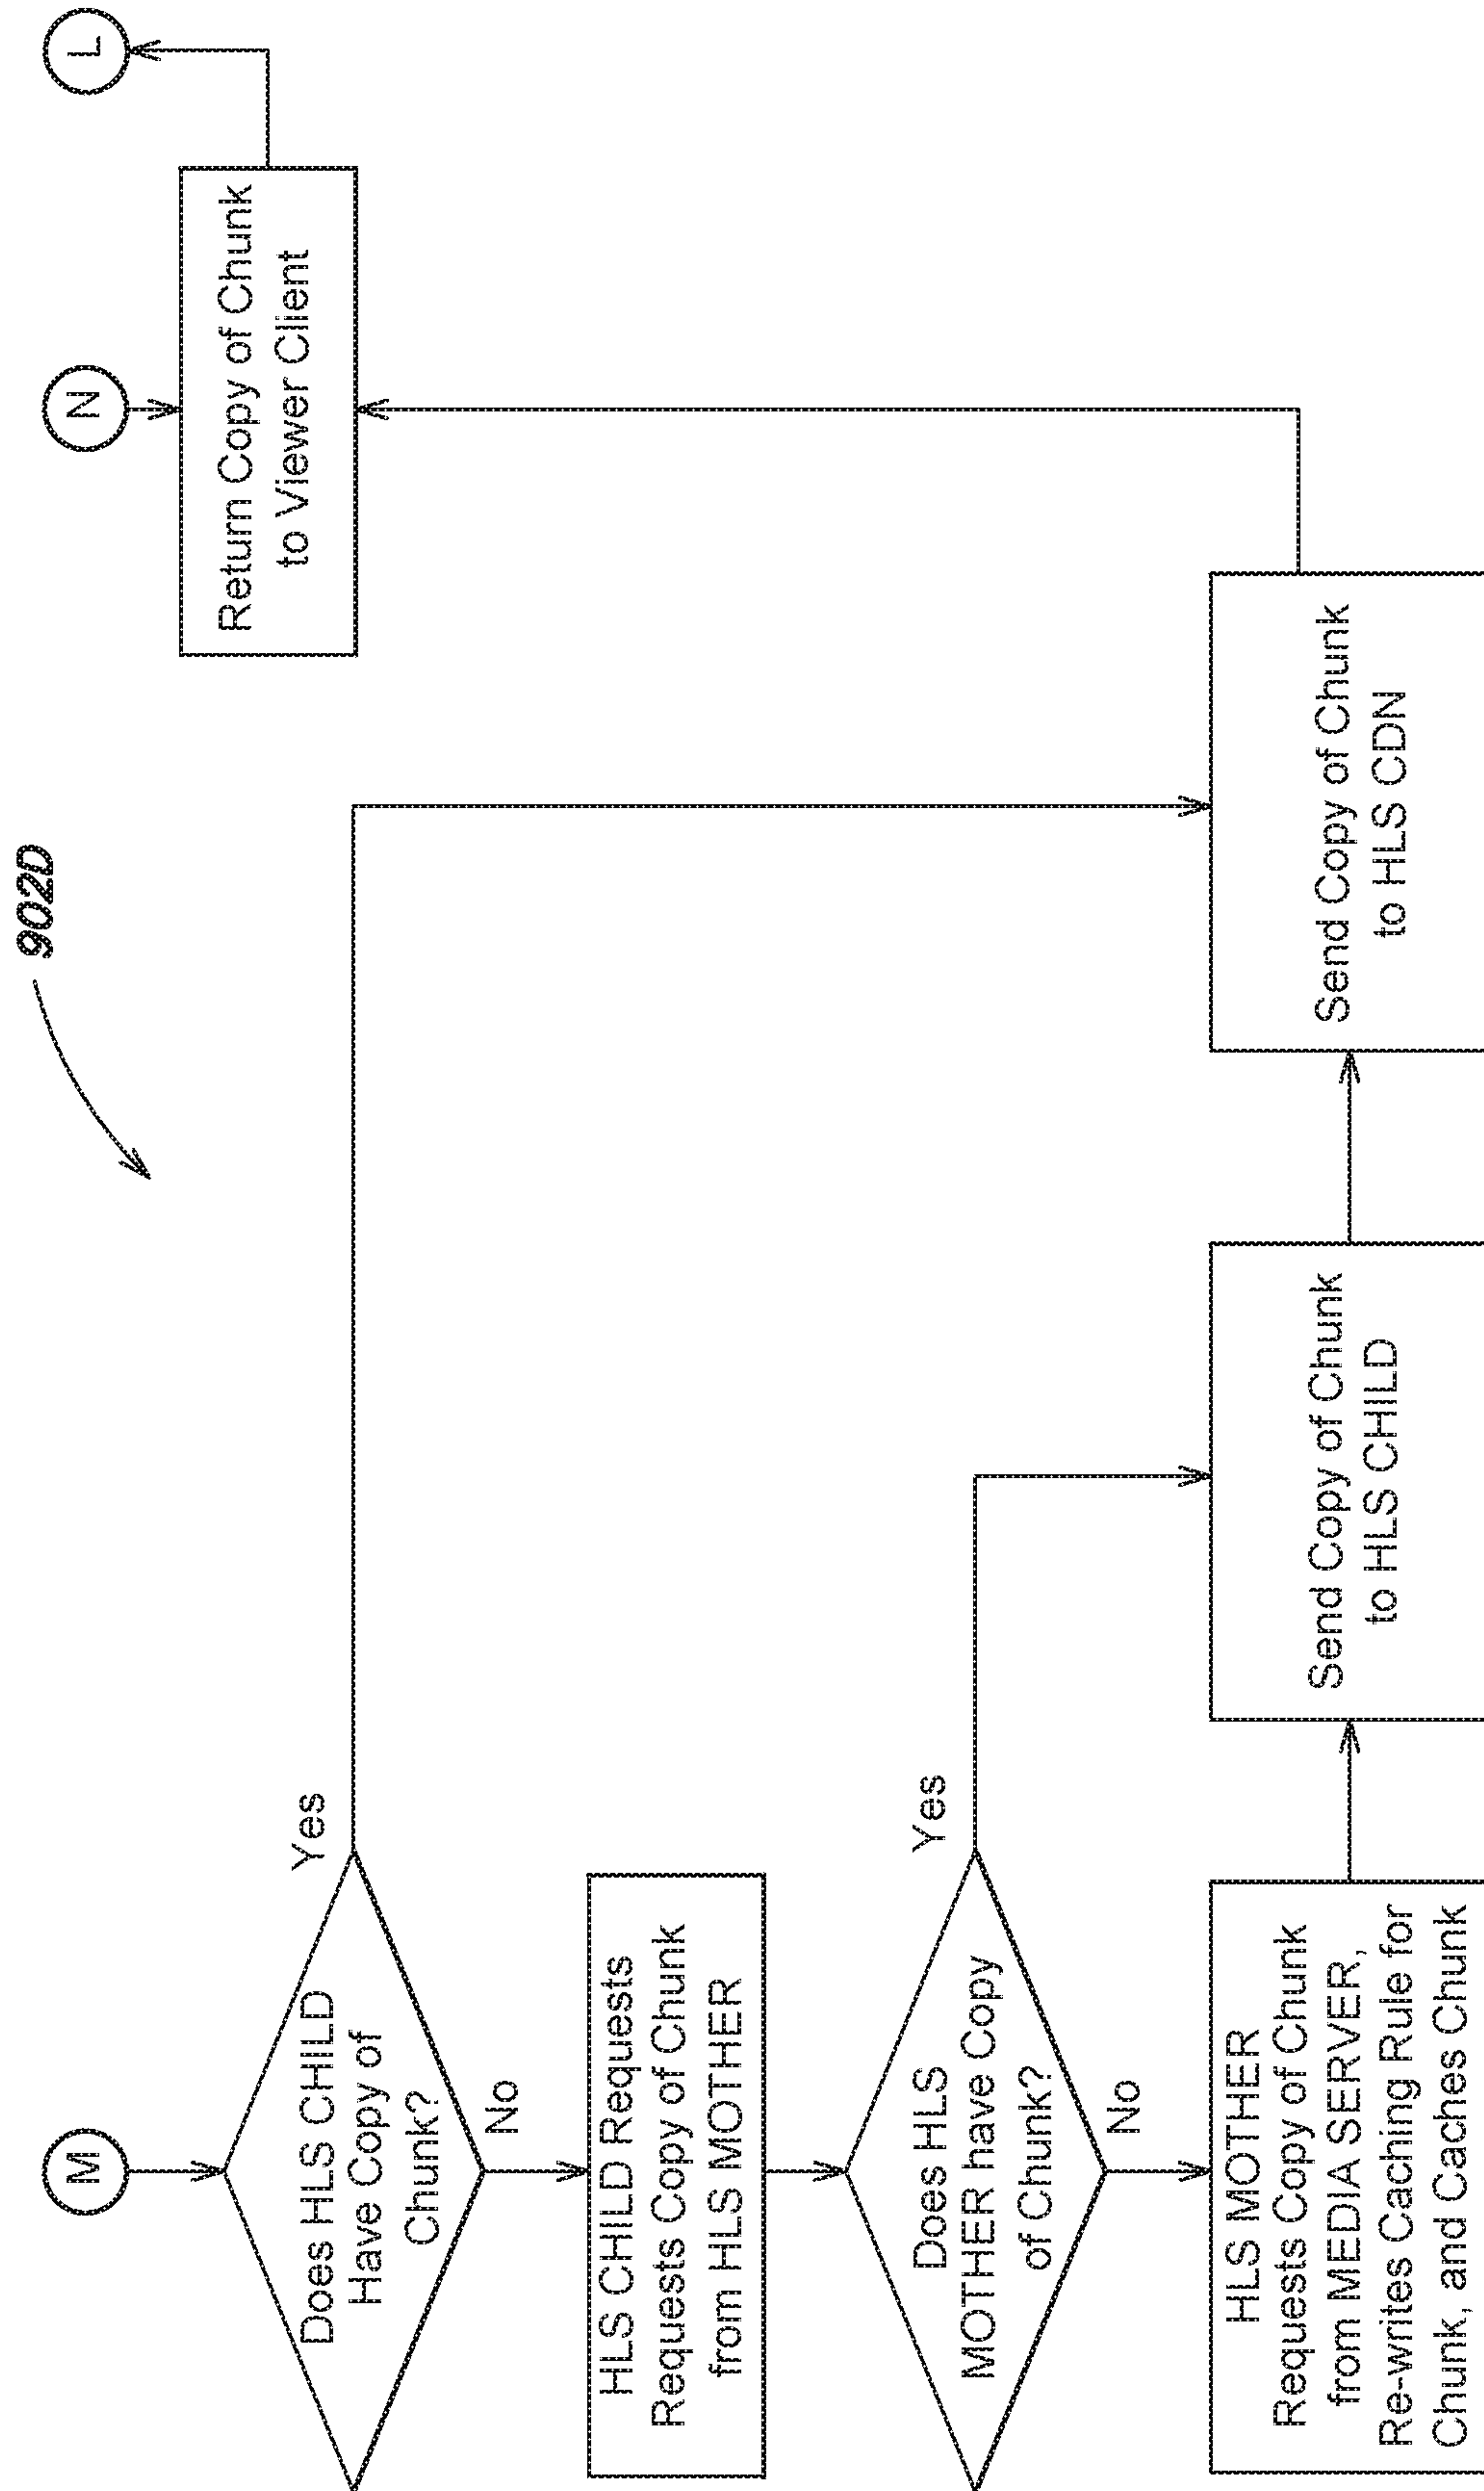 902D
M
Does HLS CHILD
Have Copy of
Chunk?
Yes
No
HLS CHILD Requests
Requests Copy of Chunk
from HLS MOTHER
Does HLS
MOTHER have Copy
of Chunk?
Yes
No
HLS MOTHER
Requests Copy of Chunk
from MEDIA SERVER,
Re-writes Caching Rule for
Chunk, and Caches Chunk
Send Copy of Chunk
to HLS CHILD
Send Copy of Chunk
to HLS CDN
N
Return Copy of Chunk
to Viewer Client
L